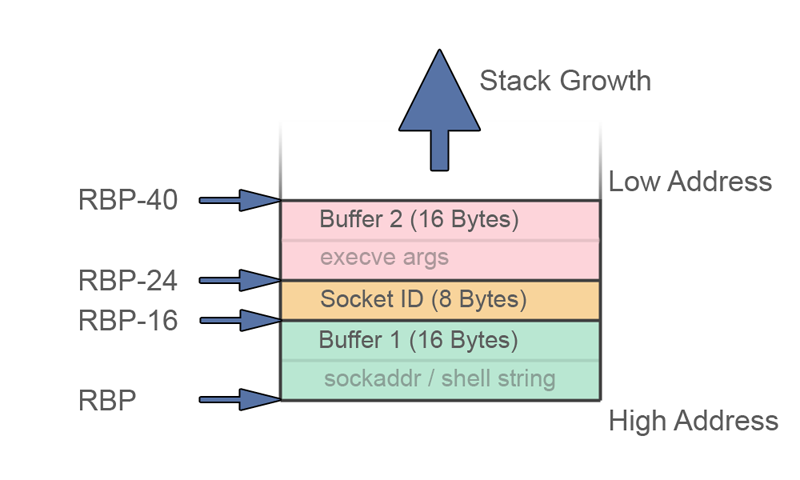 Stack Growth
Low Address
RBP-40
Buffer 2 (16 Bytes)
execve args
RBP-24
Socket ID (8 Bytes)
RBP-16
Buffer 1 (16 Bytes)
sockaddr / shell string
RBP
High Address